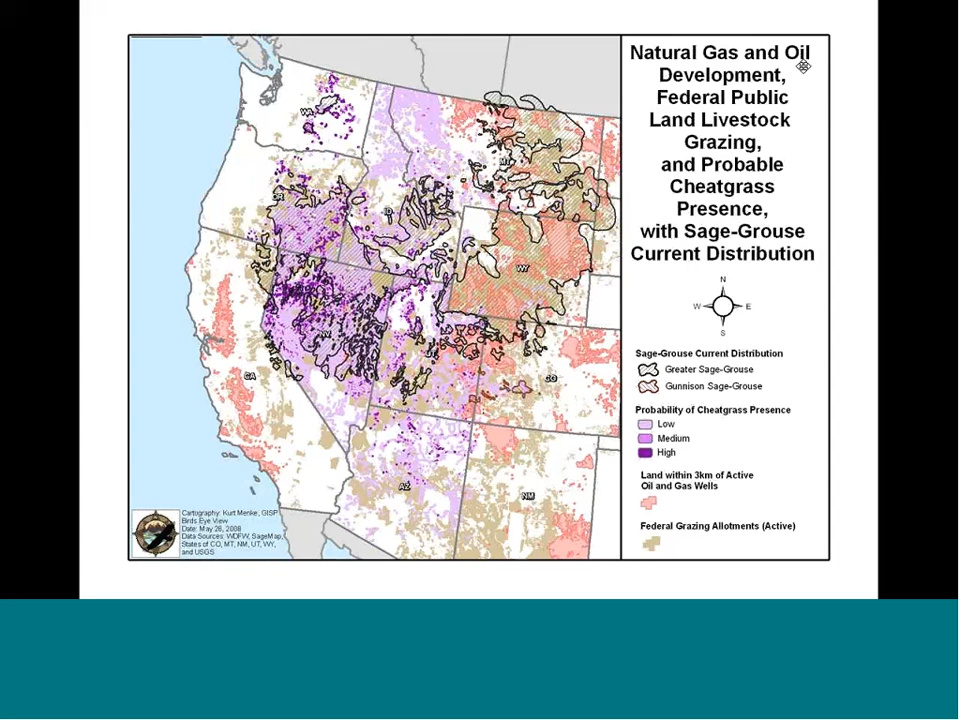 Natural Gas and Oil
Development,
Federal Public
Land Livestock
Grazing,
and Probable
Cheatgrass
Presence,
with Sage-Grouse
Current Distribution
N
W
E
S
Sage-Grouse Current Distribution
Greater Sage-Grouse
Gunnison Sage-Grouse
Probability of Cheatgrass Presence
Low
Medium
High
Land within 3km of Active
Oil and Gas Wells
Federal Grazing Allotments (Active)
WA
MT
ID
WY
NV
CA
CO
AZ
NM
Cartography: Kurt Menke, GISP
Birds Eye View
Date: May 28, 2008
Data Sources: WDFW, SageMap,
States of CO, MT, NM, UT, WY,
and USGS